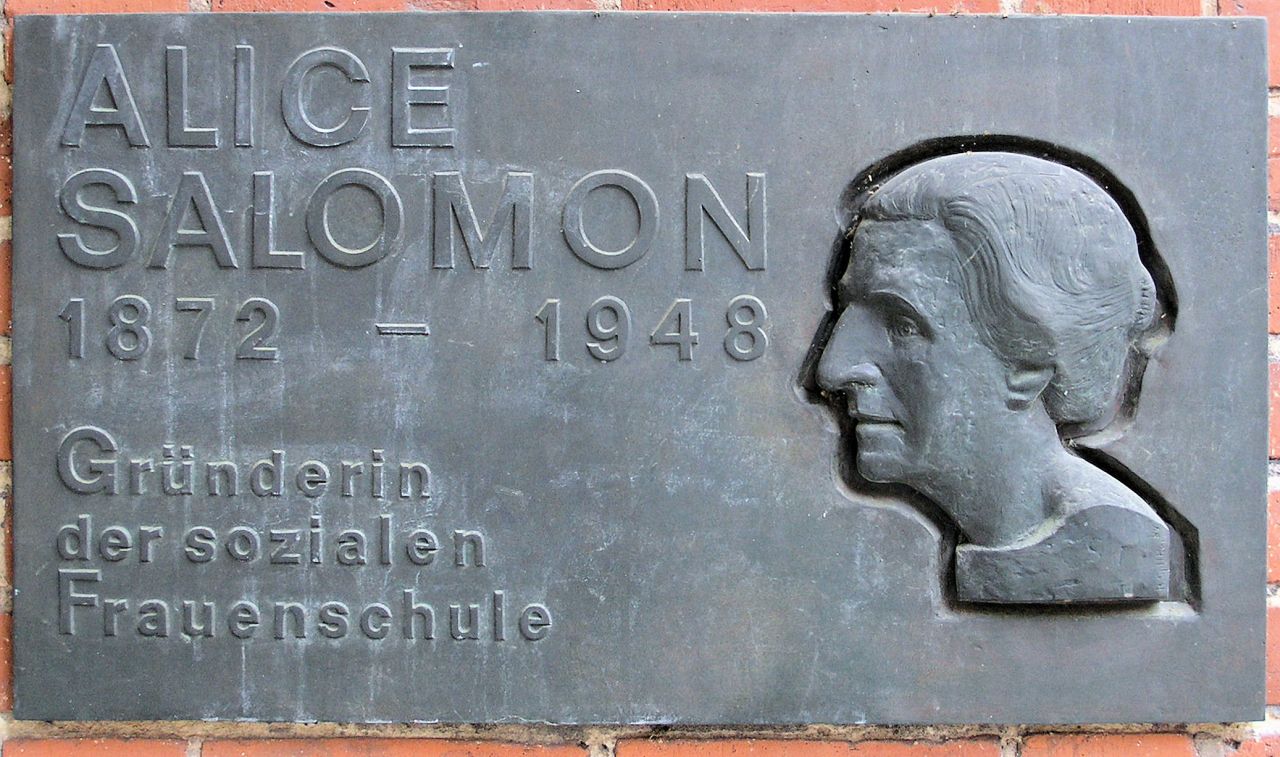 ALICE
SALOMON
1872 – 1948
Gründerin
der sozialen
Frauenschule